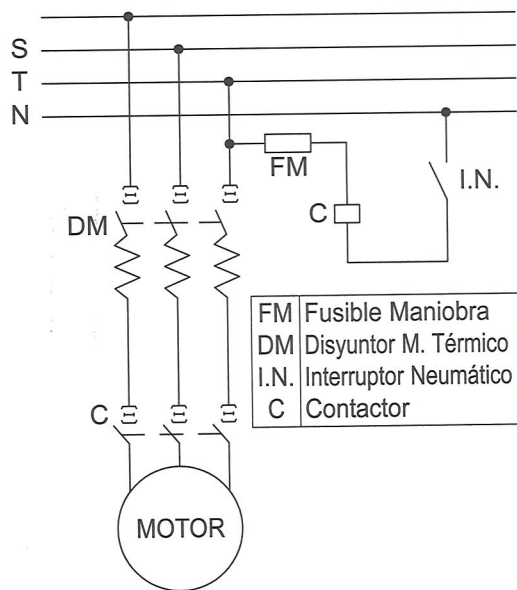 S
T
N
FM
I.N.
C
DM
FM Fusible Maniobra
DM Disyuntor M. Térmico
I.N. Interruptor Neumático
C Contactor
C
MOTOR